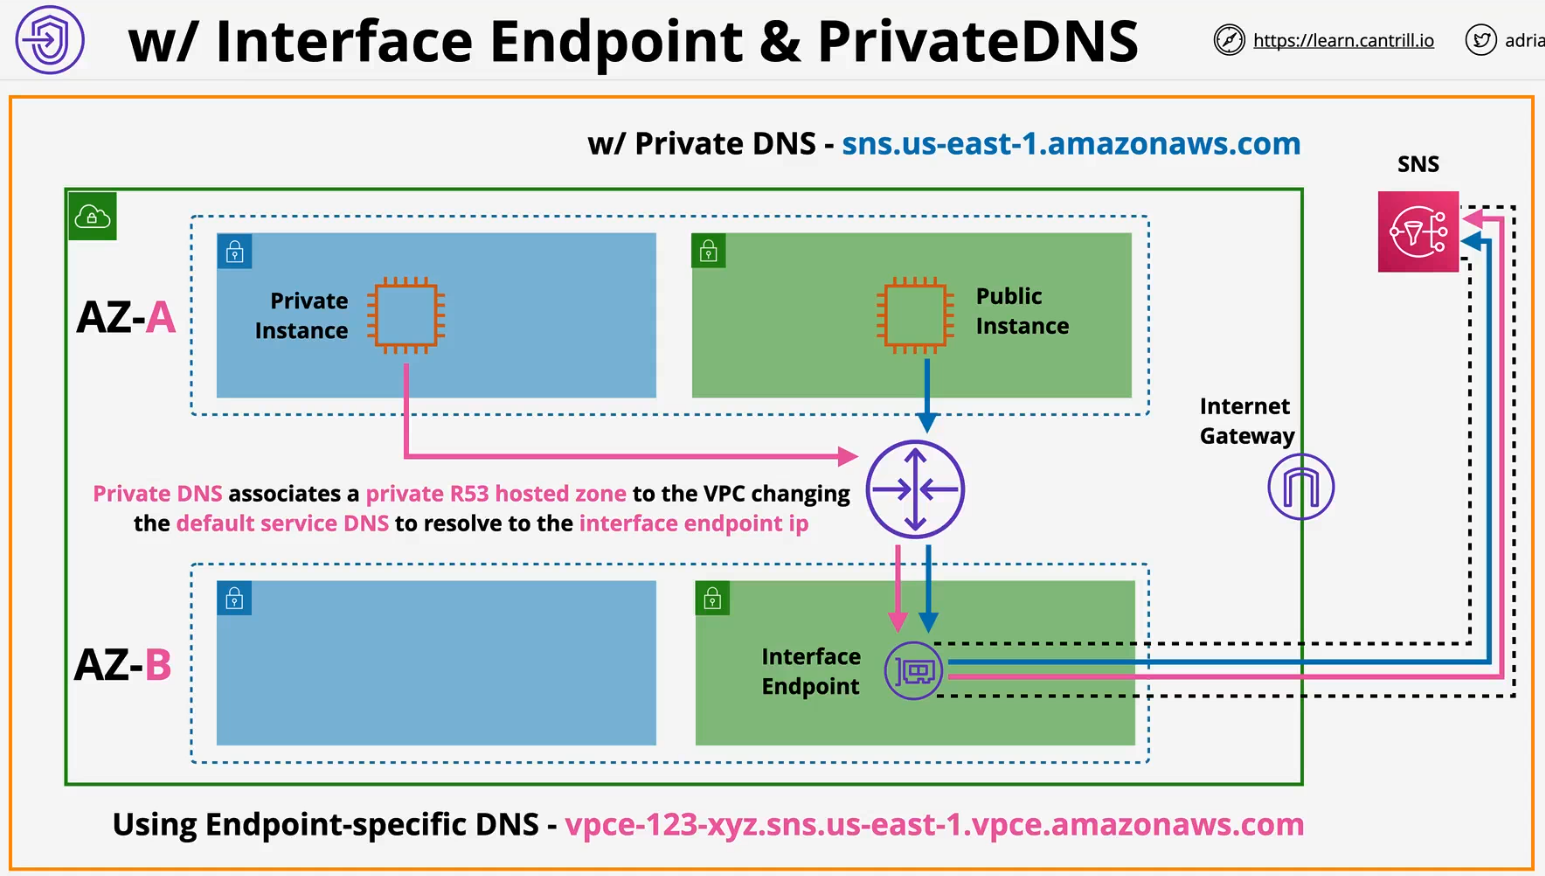 w/ Interface Endpoint & PrivateDNS
https://learn.cantrill.io
w/ Private DNS - sns.us-east-1.amazonaws.com
SNS
AZ-A
Private
Instance
Public
Instance
Internet
Gateway
Private DNS associates a private R53 hosted zone to the VPC changing
the default service DNS to resolve to the interface endpoint ip
AZ-B
Interface
Endpoint
Using Endpoint-specific DNS - vpce-123-xyz.sns.us-east-1.vpce.amazonaws.com